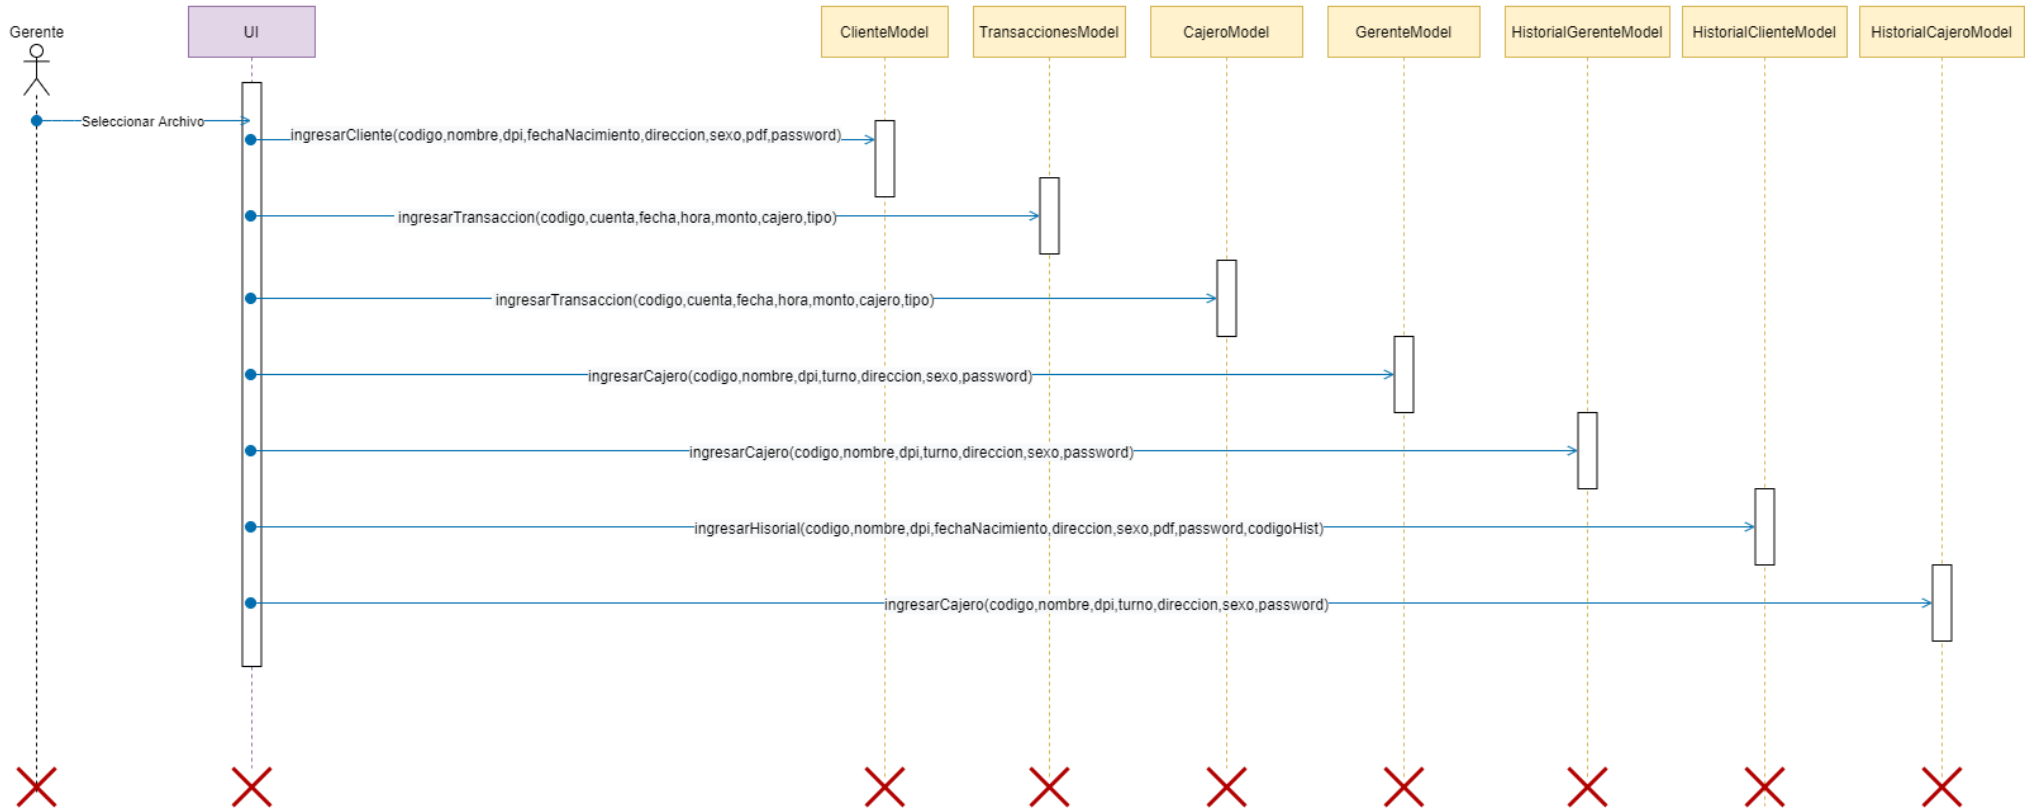 Gerente
UI
ClienteModel
TransaccionesModel
CajeroModel
GerenteModel
HistorialGerenteModel
HistorialClienteModel
HistorialCajeroModel
Seleccionar Archivo
ingresarCliente(codigo,nombre,dpi,fechaNacimiento,direccion,sexo,pdf,password)
ingresarTransaccion(codigo,cuenta,fecha,hora,monto,cajero,tipo)
ingresarTransaccion(codigo,cuenta,fecha,hora,monto,cajero,tipo)
ingresarCajero(codigo,nombre,dpi,turno,direccion,sexo,password)
ingresarCajero(codigo,nombre,dpi,turno,direccion,sexo,password)
ingresarHisorial(codigo,nombre,dpi,fechaNacimiento,direccion,sexo,pdf,password,codigoHist)
ingresarCajero(codigo,nombre,dpi,turno,direccion,sexo,password)